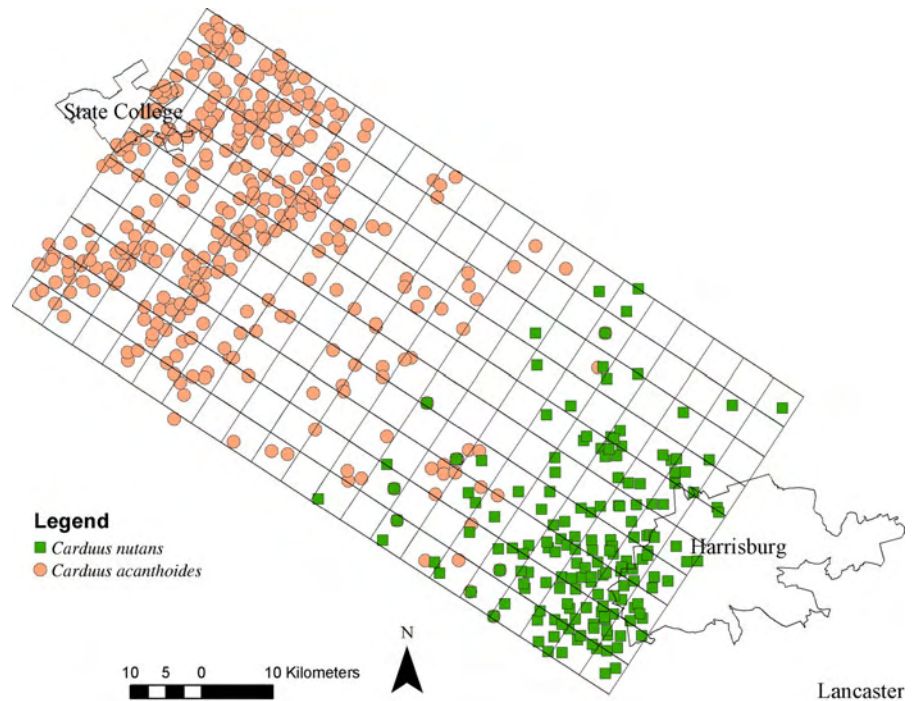 State College
Legend
Carduus nutans
Carduus acanthoides
Harrisburg
N
10 5 0 10 Kilometers
Lancaster